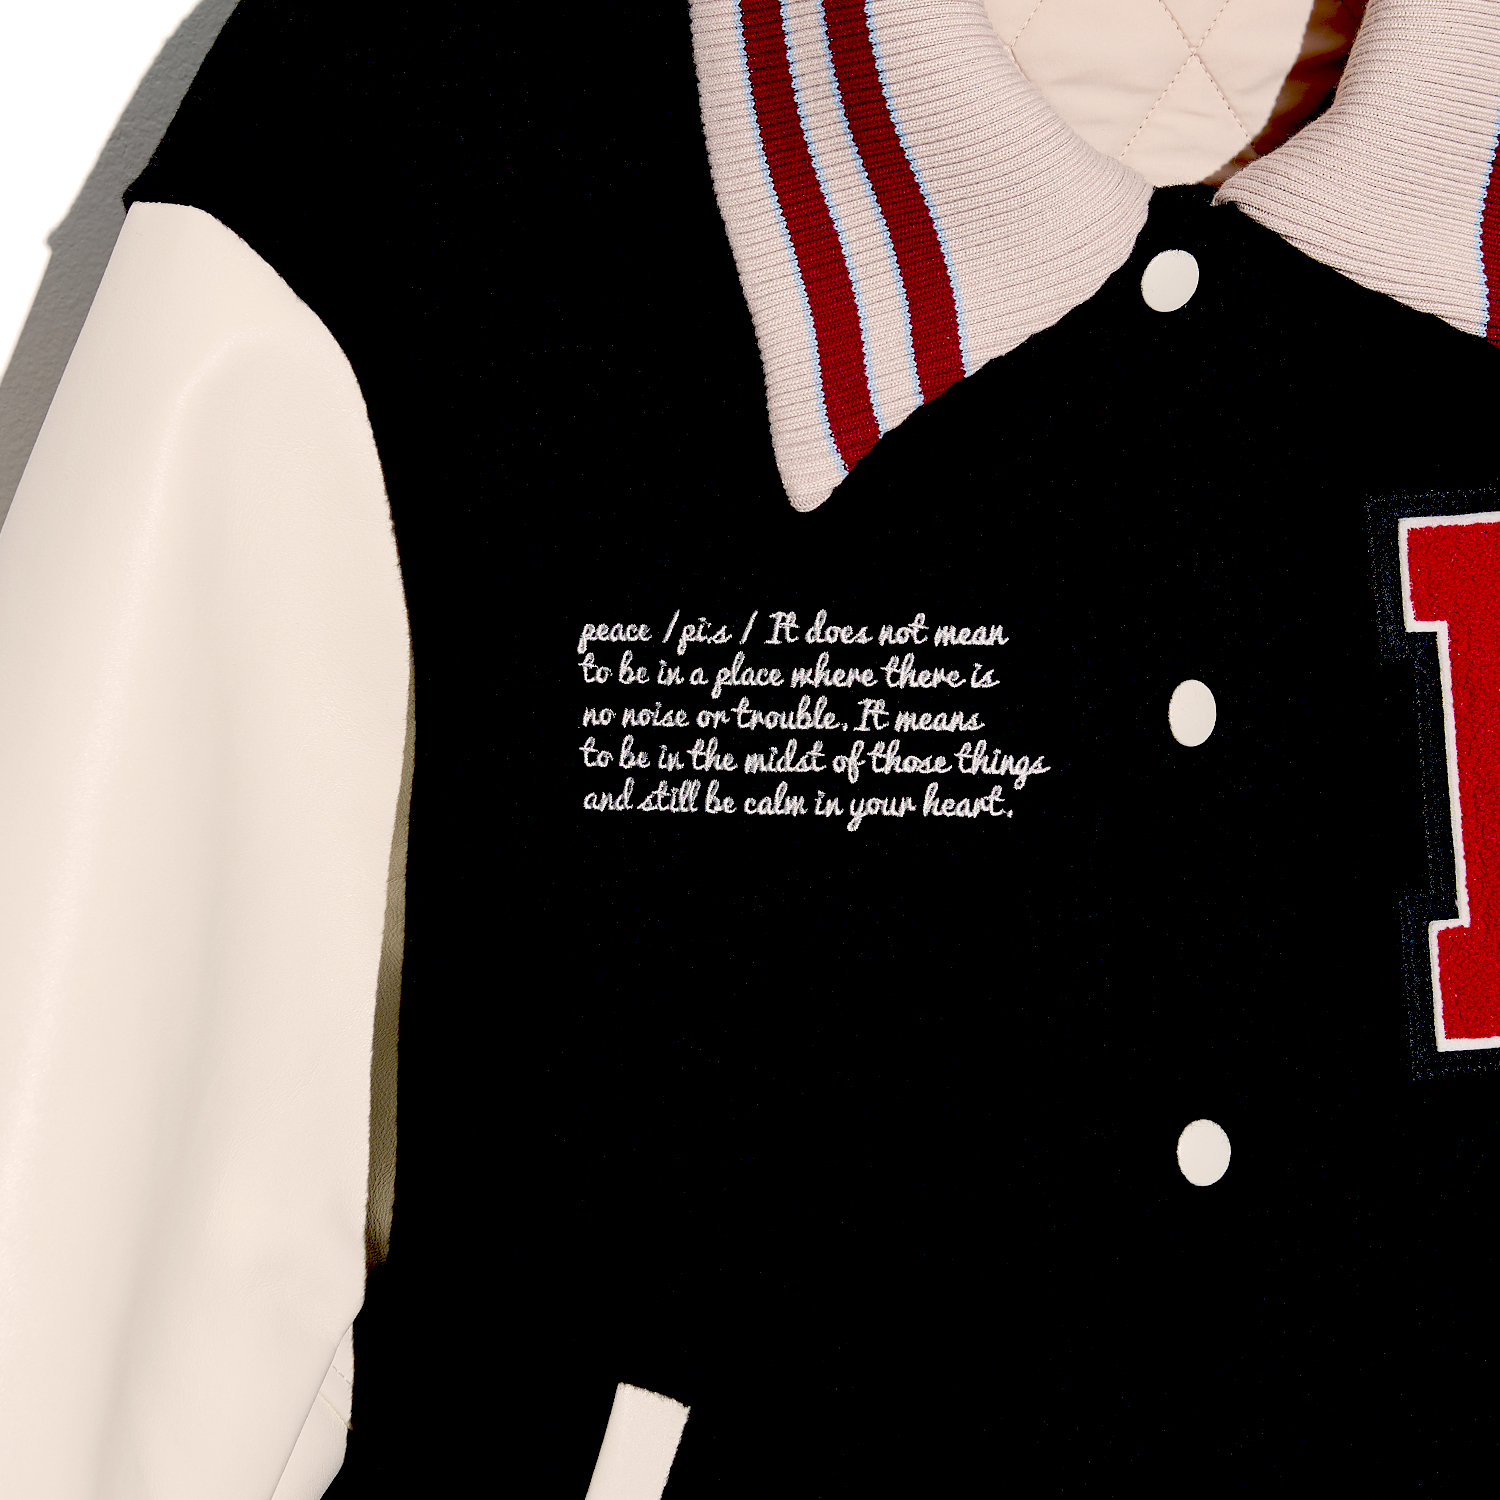 peace /pi:s / It does not mean
to be in a place where there is
no noise or trouble. It means
to be in the midst of those things
and still be calm in your heart.